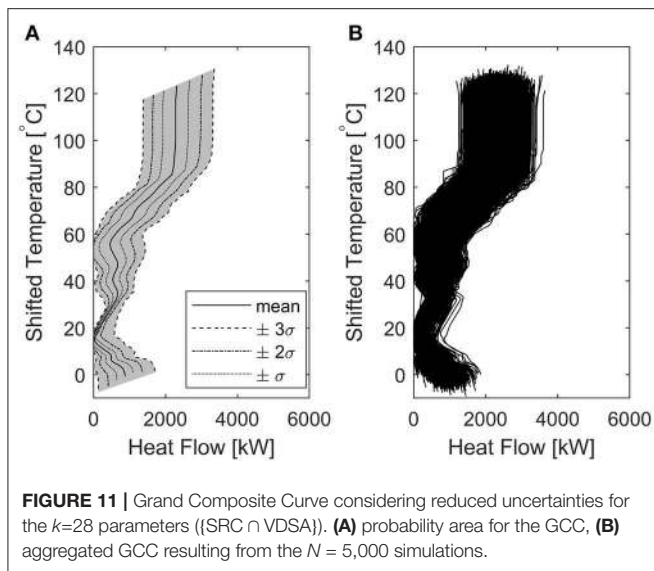 A
Shifted Temperature [°C]
140
120
100
80
60
40
20
0
mean
± 3σ
± 2σ
± σ
0 2000 4000 6000
Heat Flow [kW]
B
Shifted Temperature [°C]
140
120
100
80
60
40
20
0
0 2000 4000 6000
Heat Flow [kW]
FIGURE 11 | Grand Composite Curve considering reduced uncertainties for
the k=28 parameters ({SRC ∩ VDSA}). (A) probability area for the GCC, (B)
aggregated GCC resulting from the N = 5,000 simulations.